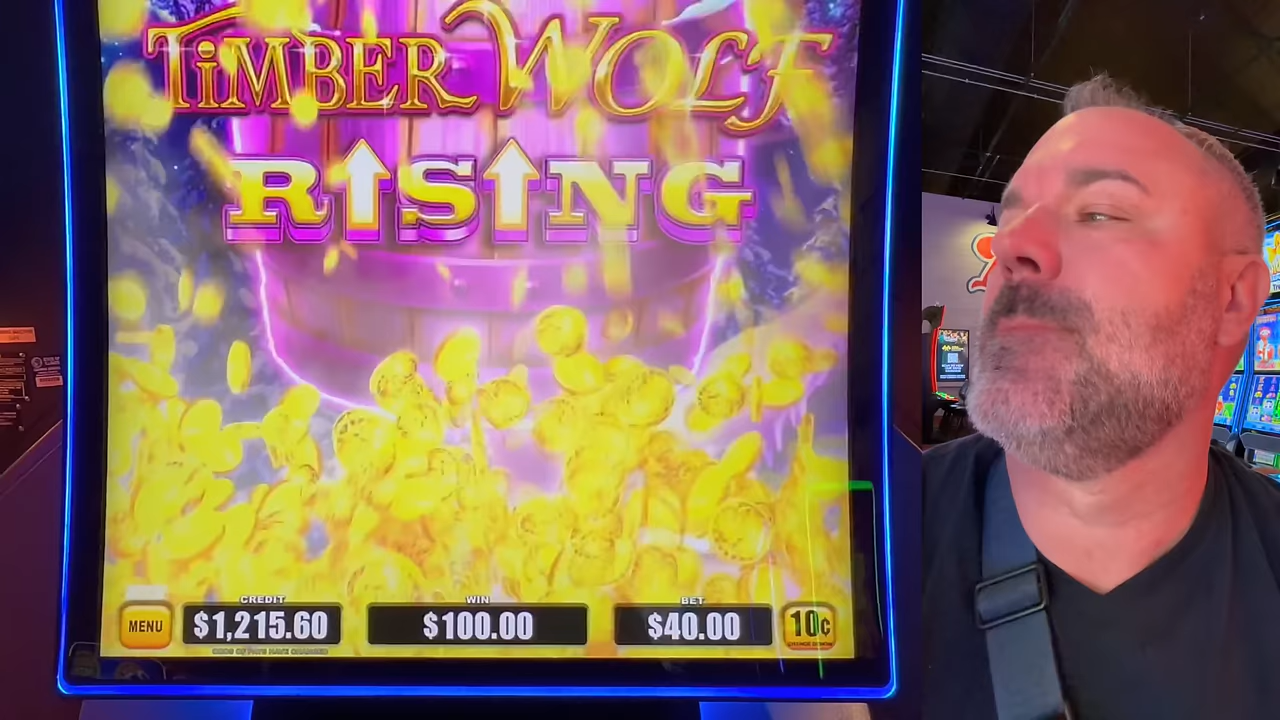 TiMBER WOLF
RISING
CREDIT
WIN
BET
MENU
$1,215.60
$100.00
$40.00
10¢